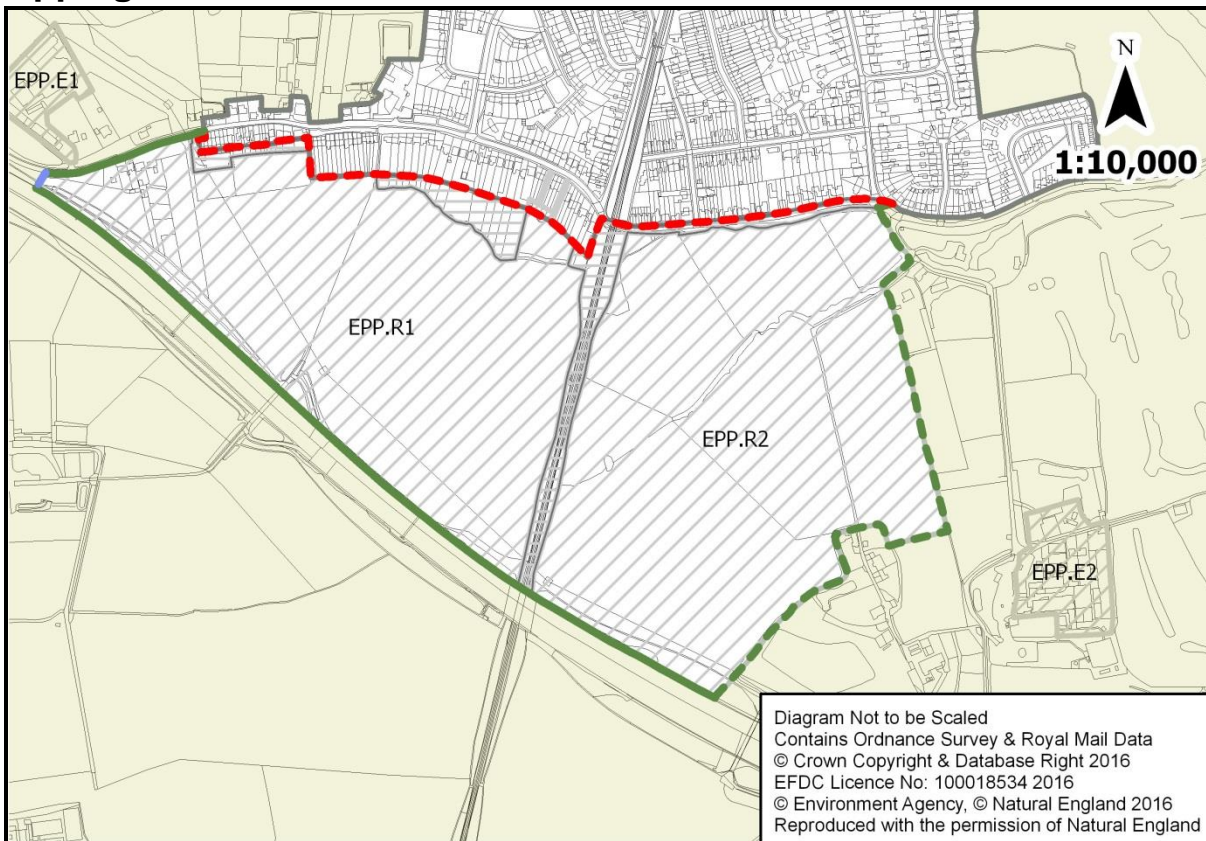 EPP.E1
N
1:10,000
EPP.R1
EPP.R2
EPP.E2
Diagram Not to be Scaled
Contains Ordnance Survey & Royal Mail Data
© Crown Copyright & Database Right 2016
EFDC Licence No: 100018534 2016
© Environment Agency, © Natural England 2016
Reproduced with the permission of Natural England